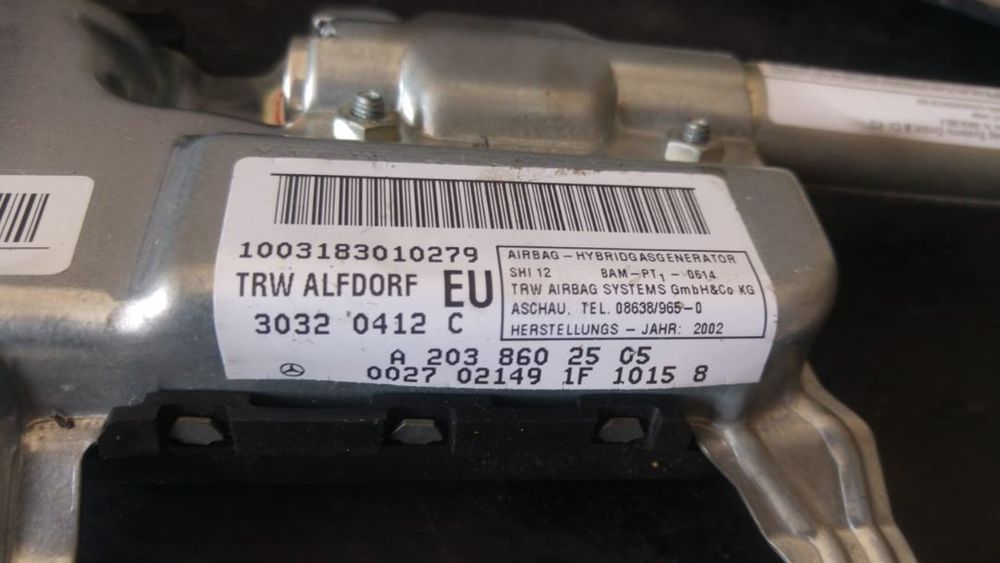 1003183010279
TRW ALFDORF EU
3032 0412 C
AIRBAG – HYBRIDGASGENERATOR
SHI 12 BAM–PT1 – 0614
TRW AIRBAG SYSTEMS GmbH&Co KG
ASCHAU, TEL. 08638/965–0
HERSTELLUNGS – JAHR: 2002
A 203 860 25 05
0027 02149 1F 1015 8